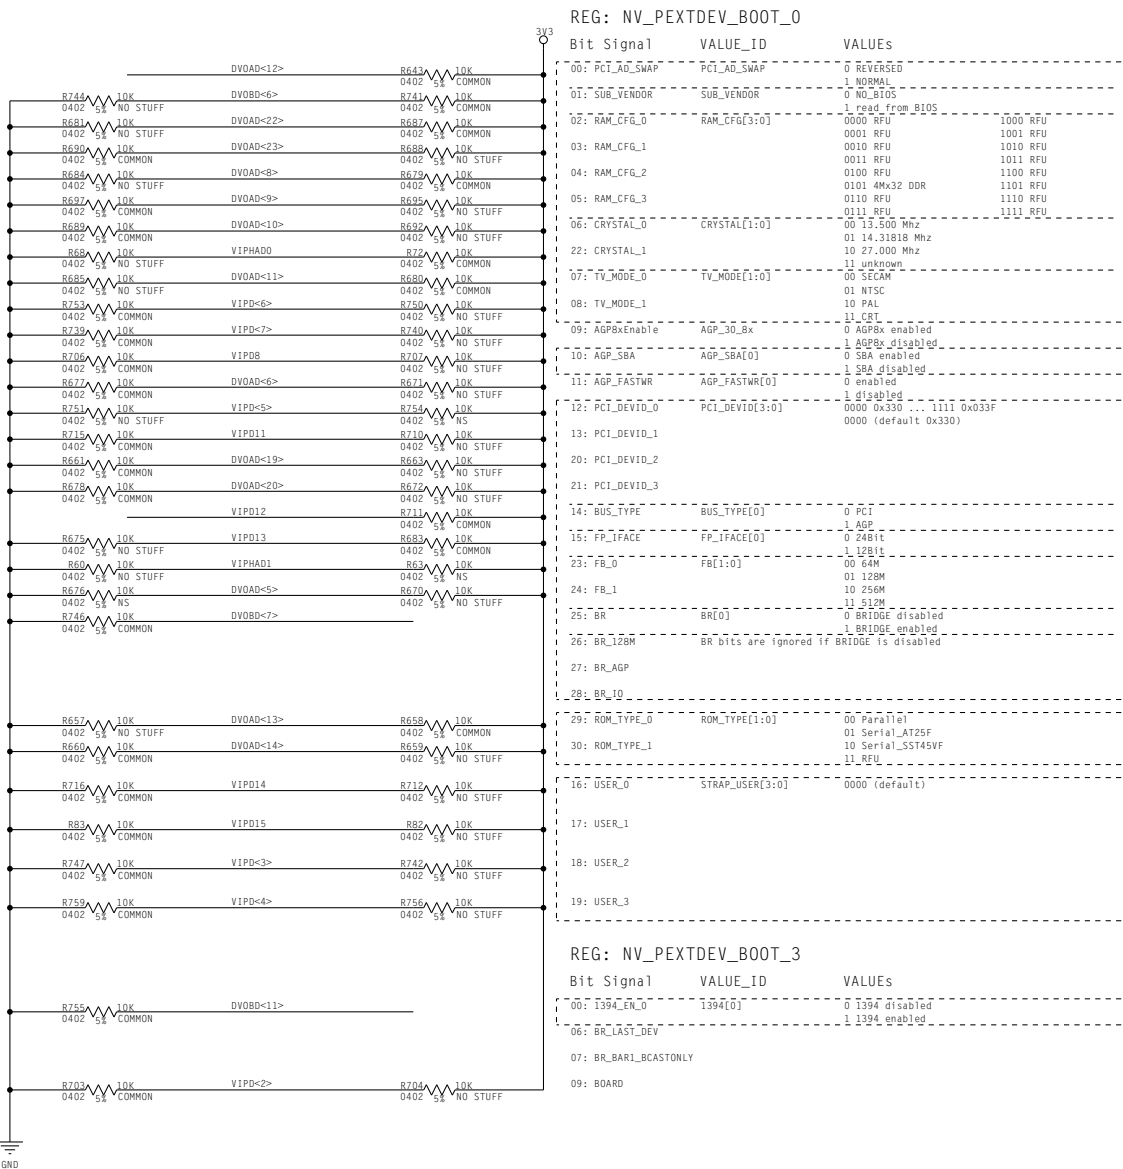 REG: NV_PEXTDEV_BOOT_0
3V3
Bit Signal VALUE_ID VALUEs
DVOAD<12> R643 10K 00: PCI_AD_SWAP PCI_AD_SWAP 0 REVERSED
0402 5% COMMON 1 NORMAL
R744 10K DVOBD<6> R741 10K 01: SUB_VENDOR SUB_VENDOR 0 NO_BIOS
0402 5% NO STUFF 0402 5% COMMON 1 read from BIOS
R681 10K DVOAD<22> R687 10K 02: RAM_CFG_0 RAM_CFG[3:0] 0000 RFU 1000 RFU
0402 5% NO STUFF 0402 5% COMMON 0001 RFU 1001 RFU
R690 10K DVOAD<23> R688 10K 03: RAM_CFG_1 0010 RFU 1010 RFU
0402 5% COMMON 0402 5% NO STUFF 0011 RFU 1011 RFU
R684 10K DVOAD<8> R679 10K 04: RAM_CFG_2 0100 RFU 1100 RFU
0402 5% NO STUFF 0402 5% COMMON 0101 4Mx32 DDR 1101 RFU
R697 10K DVOAD<9> R695 10K 05: RAM_CFG_3 0110 RFU 1110 RFU
0402 5% COMMON 0402 5% NO STUFF 0111 RFU 1111 RFU
R689 10K DVOAD<10> R692 10K 06: CRYSTAL_0 CRYSTAL[1:0] 00 13.500 Mhz
0402 5% COMMON 0402 5% NO STUFF 01 14.31818 Mhz
R68 10K VIPHAD0 R72 10K 22: CRYSTAL_1 10 27.000 Mhz
0402 5% NO STUFF 0402 5% COMMON 11 unknown
R685 10K DVOAD<11> R680 10K 07: TV_MODE_0 TV_MODE[1:0] 00 SECAM
0402 5% NO STUFF 0402 5% COMMON 01 NTSC
R753 10K VIPD<6> R750 10K 08: TV_MODE_1 10 PAL
0402 5% COMMON 0402 5% NO STUFF 11 CRT
R739 10K VIPD<7> R740 10K 09: AGP8xEnable AGP_30_8x 0 AGP8x enabled
0402 5% COMMON 0402 5% NO STUFF 1 AGP8x disabled
R706 10K VIPD8 R707 10K 10: AGP_SBA AGP_SBA[0] 0 SBA enabled
0402 5% COMMON 0402 5% NO STUFF 1 SBA disabled
R677 10K DVOAD<6> R671 10K 11: AGP_FASTWR AGP_FASTWR[0] 0 enabled
0402 5% COMMON 0402 5% NO STUFF 1 disabled
R751 10K VIPD<5> R754 10K 12: PCI_DEVID_0 PCI_DEVID[3:0] 0000 0x330 ... 1111 0x033F
0402 5% NO STUFF 0402 5% NS 0000 (default 0x330)
R715 10K VIPD11 R710 10K 13: PCI_DEVID_1
0402 5% COMMON 0402 5% NO STUFF
R661 10K DVOAD<19> R663 10K 20: PCI_DEVID_2
0402 5% COMMON 0402 5% NO STUFF
R678 10K DVOAD<20> R672 10K 21: PCI_DEVID_3
0402 5% COMMON 0402 5% NO STUFF
VIPD12 R711 10K 14: BUS_TYPE BUS_TYPE[0] 0 PCI
0402 5% COMMON 1 AGP
R675 10K VIPD13 R683 10K 15: FP_IFACE FP_IFACE[0] 0 24Bit
0402 5% NO STUFF 0402 5% COMMON 1 12Bit
R60 10K VIPHAD1 R63 10K 23: FB_0 FB[1:0] 00 64M
0402 5% NO STUFF 0402 5% NS 01 128M
R676 10K DVOAD<5> R670 10K 24: FB_1 10 256M
0402 5% NS 0402 5% NO STUFF 11 512M
R746 10K DVOBD<7> 25: BR BR[0] 0 BRIDGE disabled
0402 5% COMMON 1 BRIDGE enabled
26: BR_128M BR bits are ignored if BRIDGE is disabled
27: BR_AGP
28: BR_IO
R657 10K DVOAD<13> R658 10K 29: ROM_TYPE_0 ROM_TYPE[1:0] 00 Parallel
0402 5% NO STUFF 0402 5% COMMON 01 Serial_AT25F
R660 10K DVOAD<14> R659 10K 30: ROM_TYPE_1 10 Serial_SST45VF
0402 5% COMMON 0402 5% NO STUFF 11 RFU
R716 10K VIPD14 R712 10K 16: USER_0 STRAP_USER[3:0] 0000 (default)
0402 5% COMMON 0402 5% NO STUFF
R83 10K VIPD15 R82 10K 17: USER_1
0402 5% COMMON 0402 5% NO STUFF
R747 10K VIPD<3> R742 10K 18: USER_2
0402 5% COMMON 0402 5% NO STUFF
R759 10K VIPD<4> R756 10K 19: USER_3
0402 5% COMMON 0402 5% NO STUFF
REG: NV_PEXTDEV_BOOT_3
Bit Signal VALUE_ID VALUEs
R755 10K DVOBD<11> 00: 1394_EN_0 1394[0] 0 1394 disabled
0402 5% COMMON 1 1394 enabled
06: BR_LAST_DEV
07: BR_BAR1_BCASTONLY
R703 10K VIPD<2> R704 10K 09: BOARD
0402 5% COMMON 0402 5% NO STUFF
GND